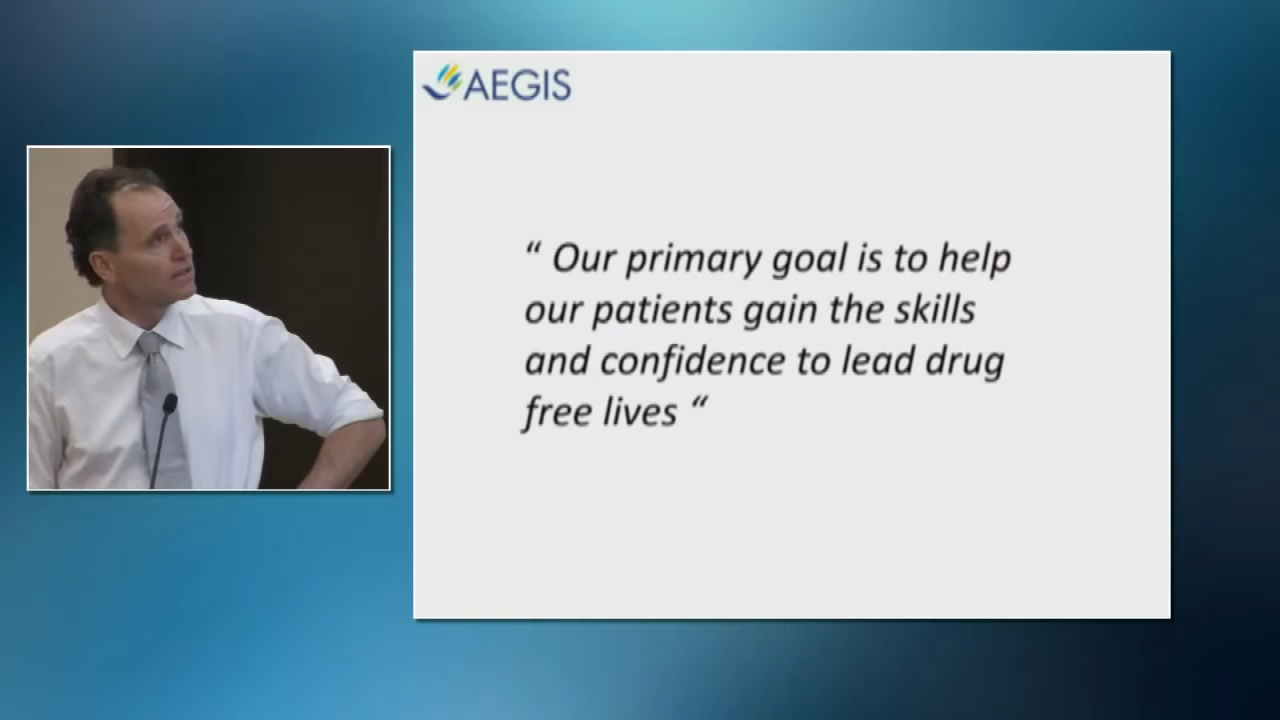 AEGIS
“ Our primary goal is to help
our patients gain the skills
and confidence to lead drug
free lives “